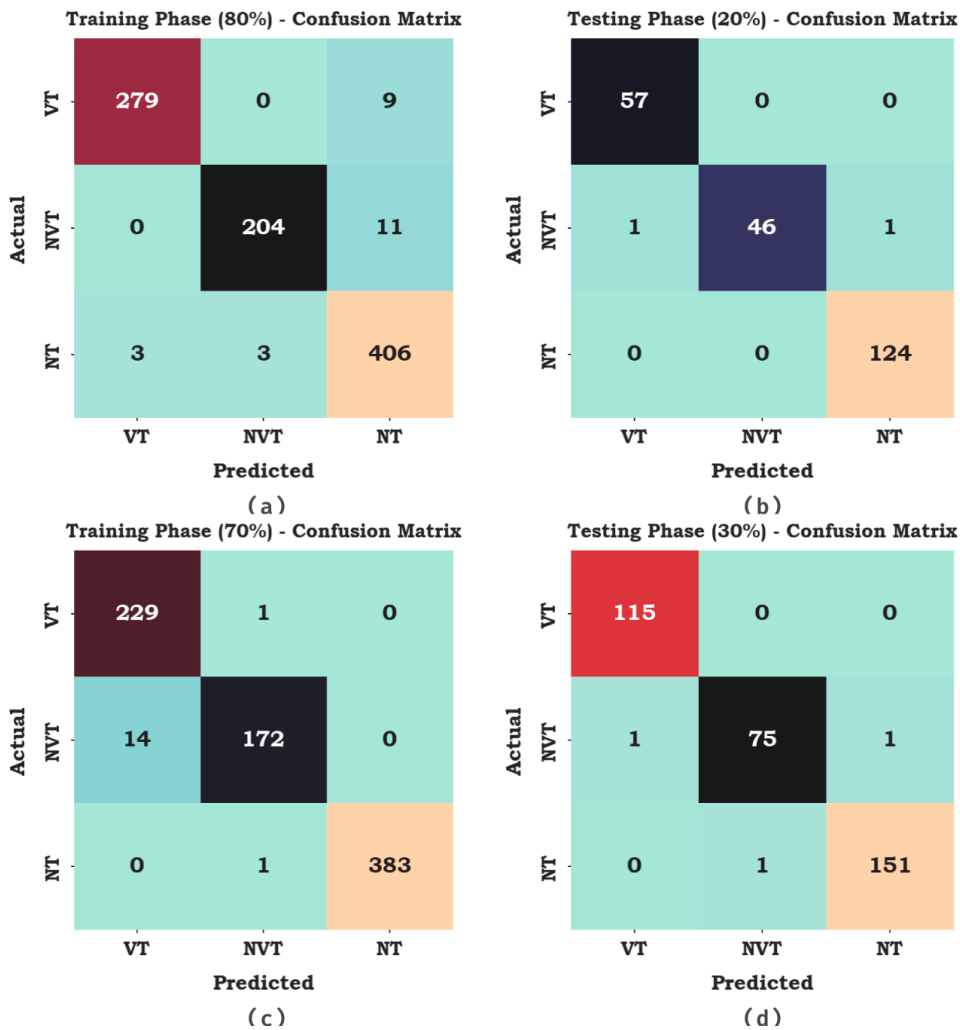 Training Phase (80%) - Confusion Matrix
VT 279 0 9
NVT 0 204 11
NT 3 3 406
Actual
VT NVT NT
Predicted
(a)
Testing Phase (20%) - Confusion Matrix
VT 57 0 0
NVT 1 46 1
NT 0 0 124
Actual
VT NVT NT
Predicted
(b)
Training Phase (70%) - Confusion Matrix
VT 229 1 0
NVT 14 172 0
NT 0 1 383
Actual
VT NVT NT
Predicted
(c)
Testing Phase (30%) - Confusion Matrix
VT 115 0 0
NVT 1 75 1
NT 0 1 151
Actual
VT NVT NT
Predicted
(d)